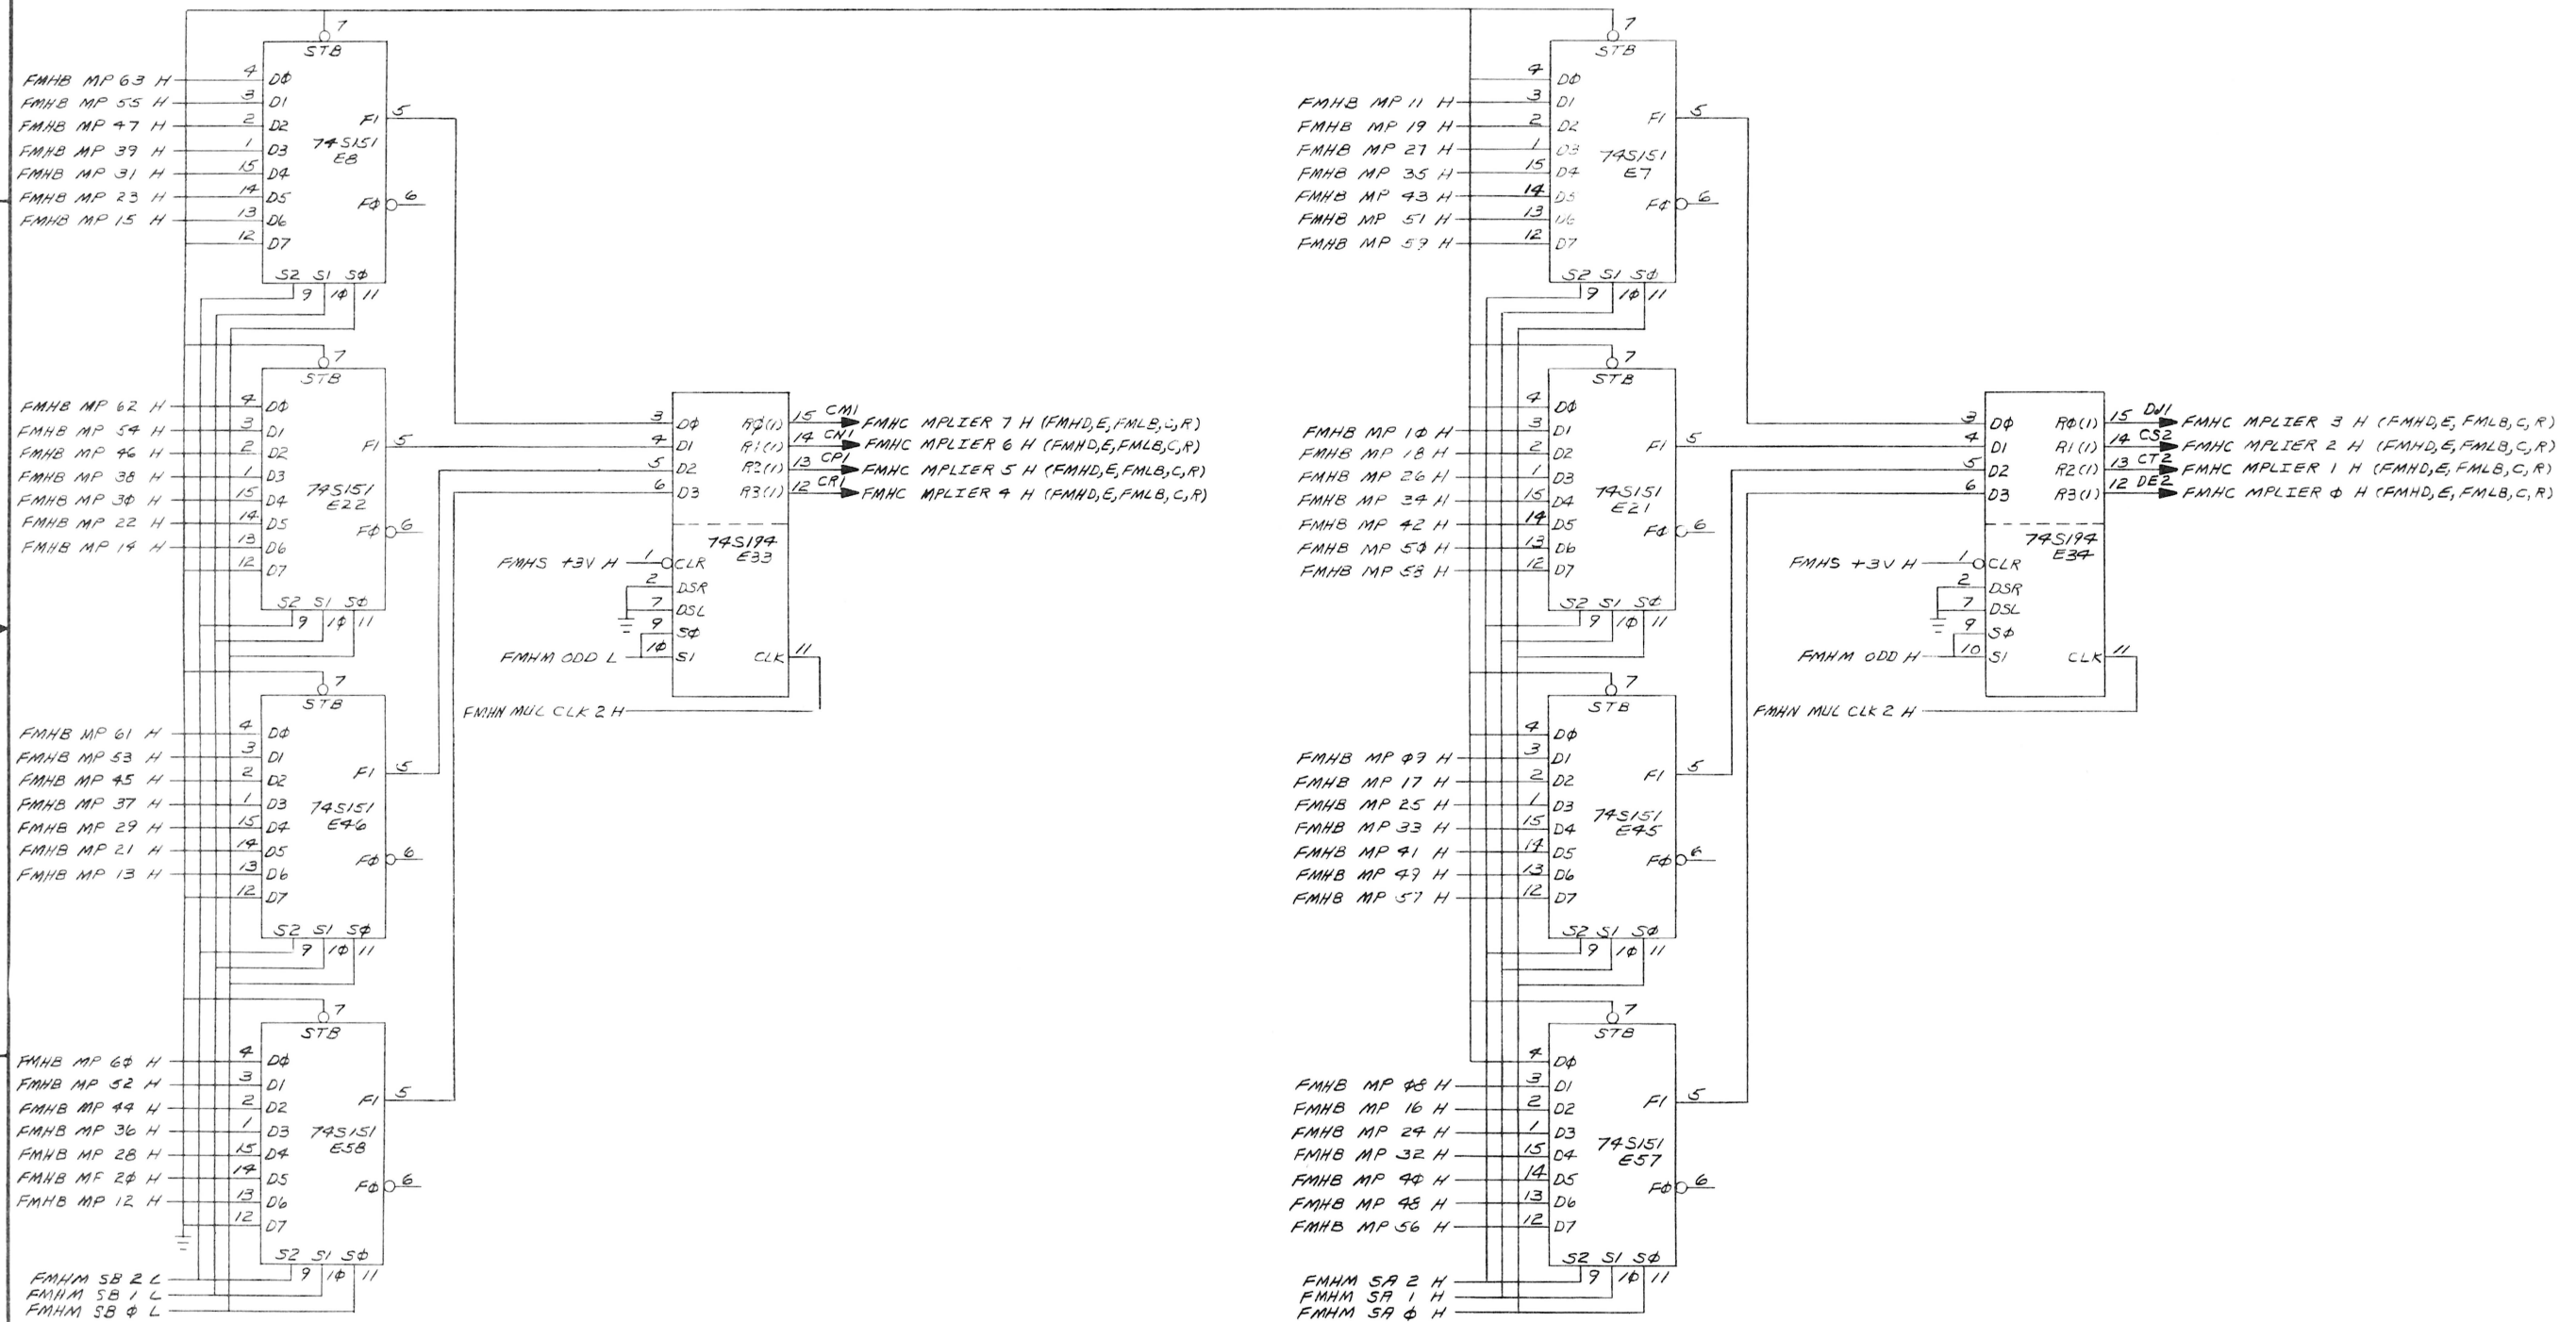 7
STB
FMHB MP 63 H 4 DΦ
FMHB MP 55 H 3 D1
FMHB MP 47 H 2 D2
FMHB MP 39 H 1 D3
FMHB MP 31 H 15 D4
FMHB MP 23 H 14 D5
FMHB MP 15 H 13 D6
12 D7
F1 5
74S151
E8
FΦ 6
S2 S1 SΦ
9 1Φ 11
7
STB
FMHB MP 62 H 4 DΦ
FMHB MP 54 H 3 D1
FMHB MP 46 H 2 D2
FMHB MP 38 H 1 D3
FMHB MP 3Φ H 15 D4
FMHB MP 22 H 14 D5
FMHB MP 14 H 13 D6
12 D7
F1 5
74S151
E22
FΦ 6
S2 S1 SΦ
9 1Φ 11
7
STB
FMHB MP 61 H 4 DΦ
FMHB MP 53 H 3 D1
FMHB MP 45 H 2 D2
FMHB MP 37 H 1 D3
FMHB MP 29 H 15 D4
FMHB MP 21 H 14 D5
FMHB MP 13 H 13 D6
12 D7
F1 5
74S151
E46
FΦ 6
S2 S1 SΦ
9 1Φ 11
7
STB
FMHB MP 6Φ H 4 DΦ
FMHB MP 52 H 3 D1
FMHB MP 44 H 2 D2
FMHB MP 36 H 1 D3
FMHB MP 28 H 15 D4
FMHB MP 2Φ H 14 D5
FMHB MP 12 H 13 D6
12 D7
F1 5
74S151
E58
FΦ 6
S2 S1 SΦ
9 1Φ 11
FMHM SB 2 L
FMHM SB 1 L
FMHM SB Φ L
3 DΦ RΦ(1) 15 CM1 FMHC MPLIER 7 H (FMHD,E,FMLB,C,R)
4 D1 R1(1) 14 CN1 FMHC MPLIER 6 H (FMHD,E,FMLB,C,R)
5 D2 R2(1) 13 CP1 FMHC MPLIER 5 H (FMHD,E,FMLB,C,R)
6 D3 R3(1) 12 CR1 FMHC MPLIER 4 H (FMHD,E,FMLB,C,R)
74S194
E33
FMHS +3V H 1 CLR
2 DSR
7 DSL
9 SΦ
FMHM ODD L 1Φ S1 CLK 11
FMHN MUL CLK 2 H
7
STB
4 DΦ
FMHB MP 11 H 3 D1
FMHB MP 19 H 2 D2
FMHB MP 27 H 1 D3
FMHB MP 35 H 15 D4
FMHB MP 43 H 14 D5
FMHB MP 51 H 13 D6
FMHB MP 59 H 12 D7
F1 5
74S151
E7
FΦ 6
S2 S1 SΦ
9 1Φ 11
7
STB
4 DΦ
FMHB MP 1Φ H 3 D1
FMHB MP 18 H 2 D2
FMHB MP 26 H 1 D3
FMHB MP 34 H 15 D4
FMHB MP 42 H 14 D5
FMHB MP 5Φ H 13 D6
FMHB MP 58 H 12 D7
F1 5
74S151
E21
FΦ 6
S2 S1 SΦ
9 1Φ 11
7
STB
4 DΦ
FMHB MP Φ9 H 3 D1
FMHB MP 17 H 2 D2
FMHB MP 25 H 1 D3
FMHB MP 33 H 15 D4
FMHB MP 41 H 14 D5
FMHB MP 49 H 13 D6
FMHB MP 57 H 12 D7
F1 5
74S151
E45
FΦ 6
S2 S1 SΦ
9 1Φ 11
7
STB
4 DΦ
FMHB MP Φ8 H 3 D1
FMHB MP 16 H 2 D2
FMHB MP 24 H 1 D3
FMHB MP 32 H 15 D4
FMHB MP 4Φ H 14 D5
FMHB MP 48 H 13 D6
FMHB MP 56 H 12 D7
F1 5
74S151
E57
FΦ 6
S2 S1 SΦ
9 1Φ 11
FMHM SA 2 H
FMHM SA 1 H
FMHM SA Φ H
3 DΦ RΦ(1) 15 DJ1 FMHC MPLIER 3 H (FMHD,E,FMLB,C,R)
4 D1 R1(1) 14 CS2 FMHC MPLIER 2 H (FMHD,E,FMLB,C,R)
5 D2 R2(1) 13 CT2 FMHC MPLIER 1 H (FMHD,E,FMLB,C,R)
6 D3 R3(1) 12 DE2 FMHC MPLIER Φ H (FMHD,E,FMLB,C,R)
74S194
E34
FMHS +3V H 1 CLR
2 DSR
7 DSL
9 SΦ
FMHM ODD H 10 S1 CLK 11
FMHN MUL CLK 2 H